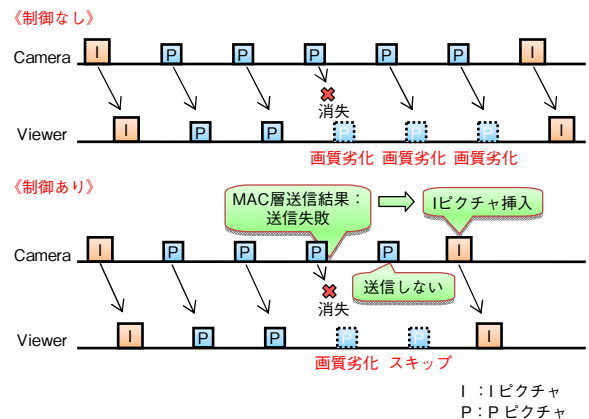 《制御なし》
Camera I P P P P P I
消失
Viewer I P P P P P I
画質劣化 画質劣化 画質劣化
《制御あり》
MAC層送信結果：
送信失敗
Iピクチャ挿入
Camera I P P P P I
送信しない
消失
Viewer I P P P P I
画質劣化 スキップ
I ：I ピクチャ
P：P ピクチャ